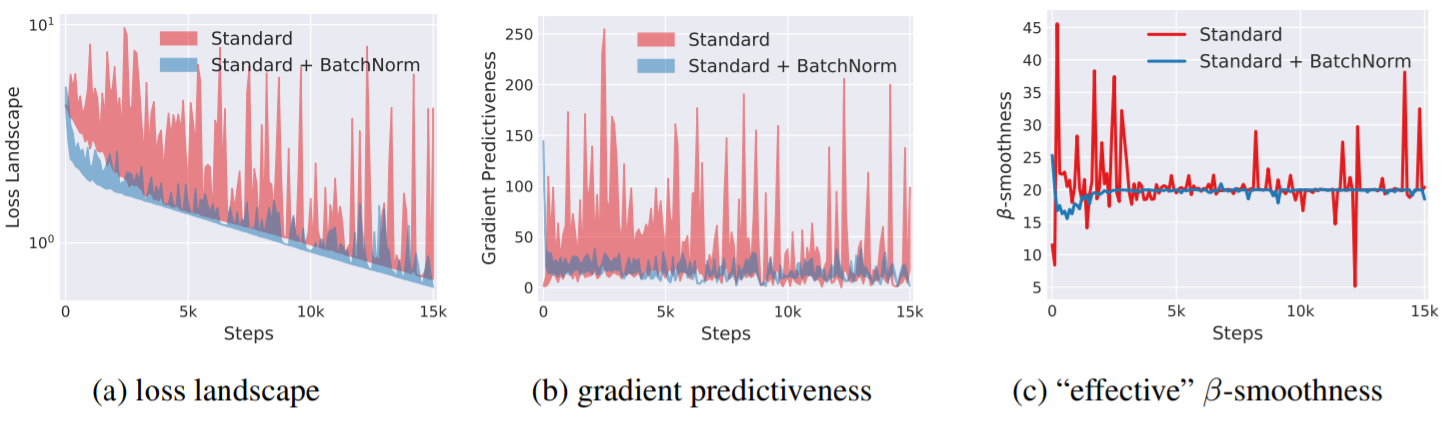 Loss Landscape
10¹
10⁰
Standard
Standard + BatchNorm
0 5k 10k 15k
Steps
(a) loss landscape
Gradient Predictiveness
250
200
150
100
50
0
Standard
Standard + BatchNorm
0 5k 10k 15k
Steps
(b) gradient predictiveness
β-smoothness
45
40
35
30
25
20
15
10
5
Standard
Standard + BatchNorm
0 5k 10k 15k
Steps
(c) “effective” β-smoothness